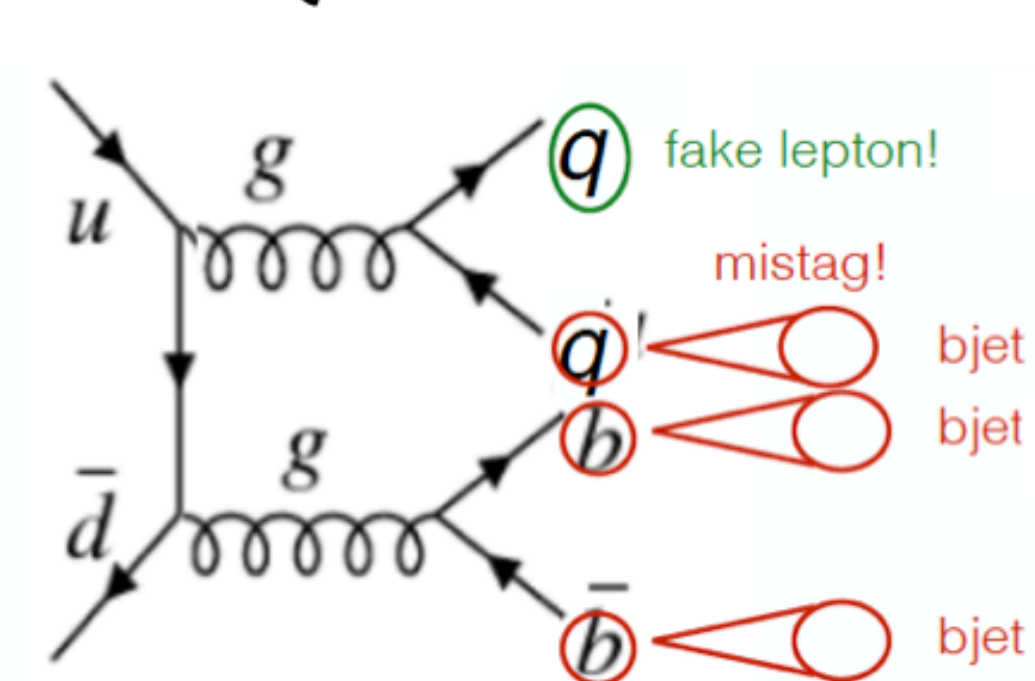 g
q
fake lepton!
u
mistag!
q
bjet
b
bjet
g
d̄
b̄
bjet